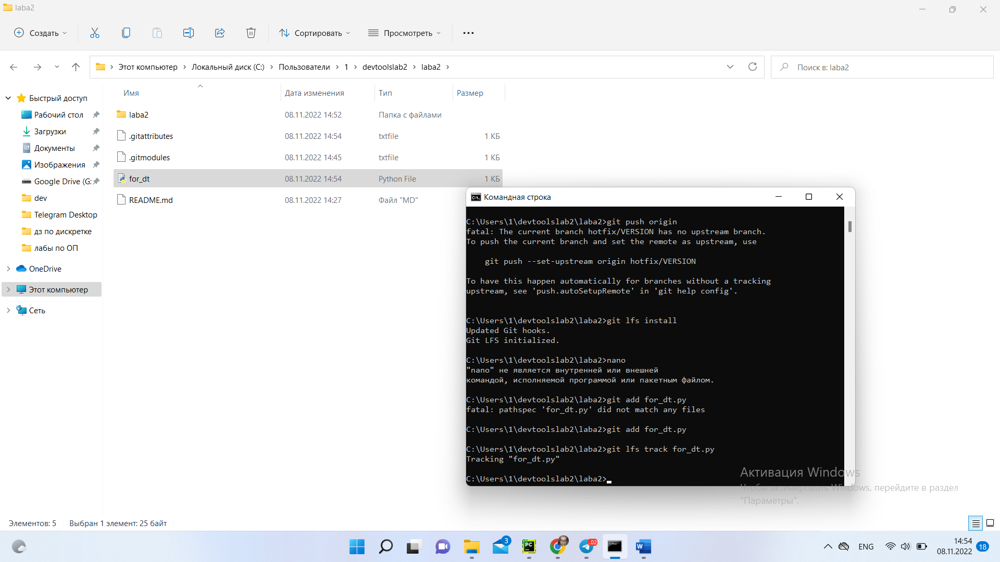 laba2
Создать
Сортировать
Просмотреть
Этот компьютер
Локальный диск (C:)
Пользователи
1
devtoolslab2
laba2
Поиск в: laba2
Имя
Дата изменения
Тип
Размер
laba2 08.11.2022 14:52 Папка с файлами
.gitattributes 08.11.2022 14:54 txtfile 1 КБ
.gitmodules 08.11.2022 14:45 txtfile 1 КБ
for_dt 08.11.2022 14:54 Python File 1 КБ
README.md 08.11.2022 14:27 Файл "MD"
Быстрый доступ
Рабочий стол
Загрузки
Документы
Изображения
Google Drive (G:
dev
Telegram Desktop
дз по дискретке
лабы по ОП
OneDrive
Этот компьютер
Сеть
Командная строка
C:\Users\1\devtoolslab2\laba2>git push origin
fatal: The current branch hotfix/VERSION has no upstream branch.
To push the current branch and set the remote as upstream, use
git push --set-upstream origin hotfix/VERSION
To have this happen automatically for branches without a tracking
upstream, see 'push.autoSetupRemote' in 'git help config'.
C:\Users\1\devtoolslab2\laba2>git lfs install
Updated Git hooks.
Git LFS initialized.
C:\Users\1\devtoolslab2\laba2>nano
"nano" не является внутренней или внешней
командой, исполняемой программой или пакетным файлом.
C:\Users\1\devtoolslab2\laba2>git add for_dt.py
fatal: pathspec 'for_dt.py' did not match any files
C:\Users\1\devtoolslab2\laba2>git add for_dt.py
C:\Users\1\devtoolslab2\laba2>git lfs track for_dt.py
Tracking "for_dt.py"
C:\Users\1\devtoolslab2\laba2>
Активация Windows
Чтобы активировать Windows, перейдите в раздел
"Параметры".
Элементов: 5
Выбран 1 элемент: 25 байт
3
PC
..02
W
ENG
14:54
08.11.2022
18